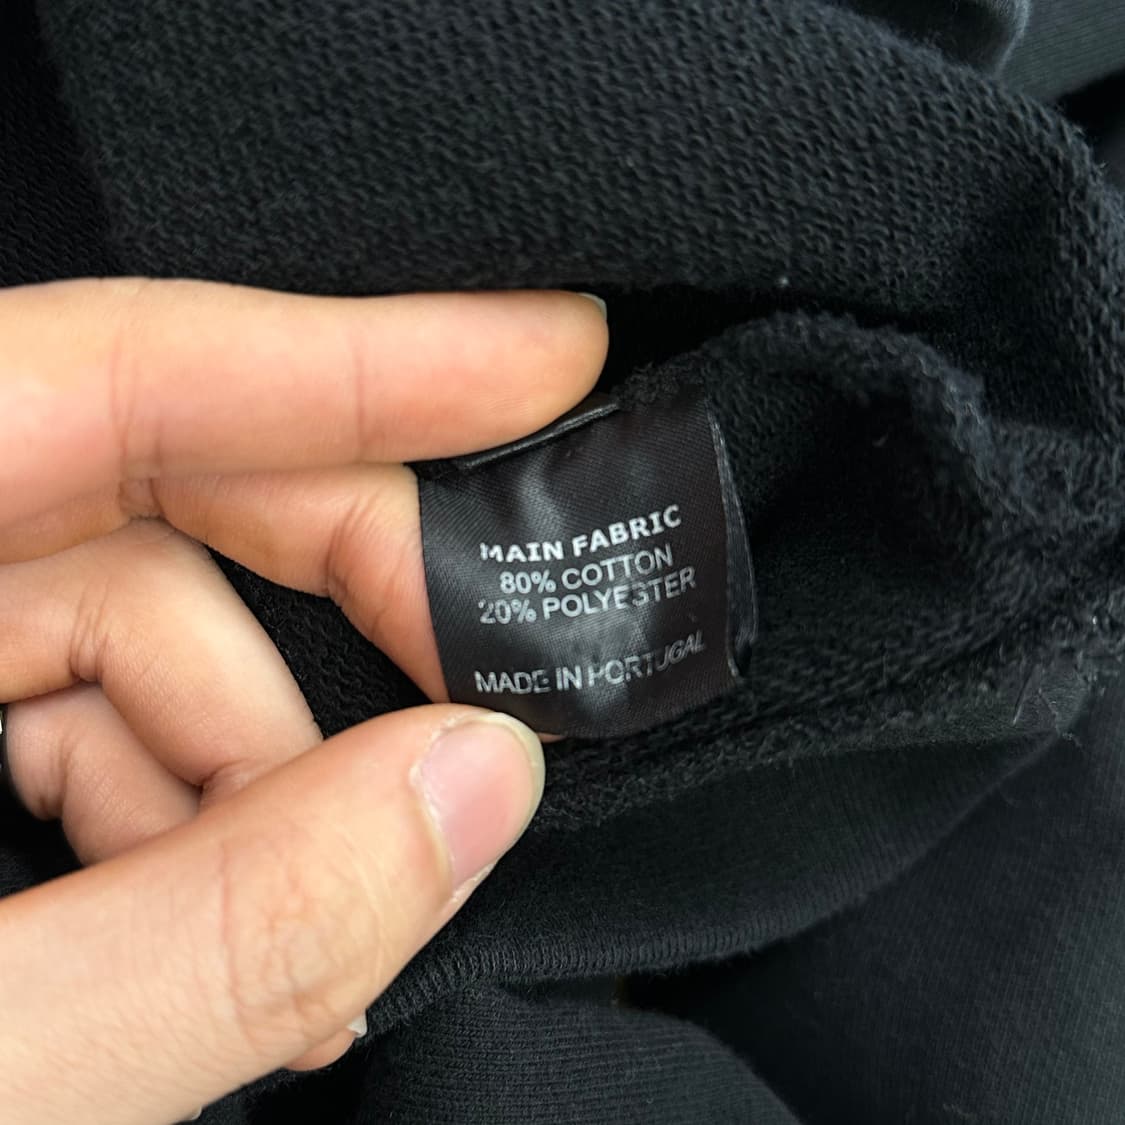 MAIN FABRIC
80% COTTON
20% POLYESTER
MADE IN PORTUGAL